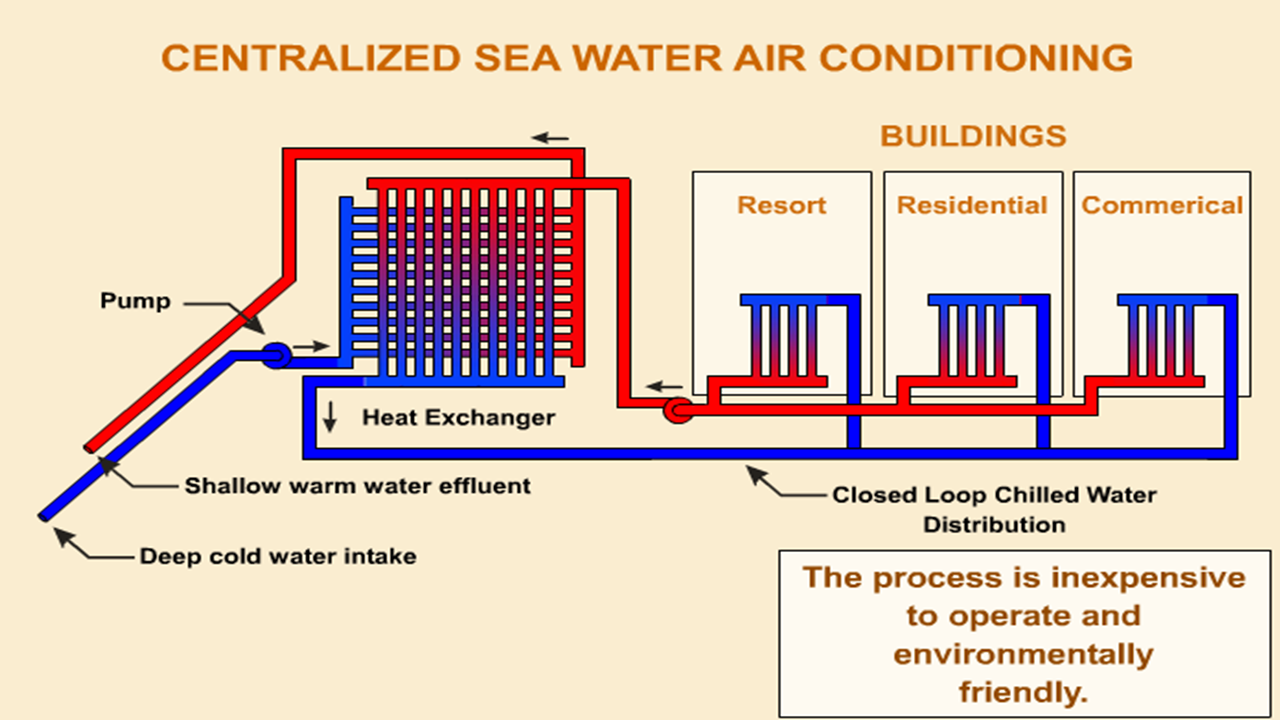 CENTRALIZED SEA WATER AIR CONDITIONING
BUILDINGS
Resort
Residential
Commerical
Pump
Heat Exchanger
Shallow warm water effluent
Deep cold water intake
Closed Loop Chilled Water
Distribution
The process is inexpensive
to operate and
environmentally
friendly.